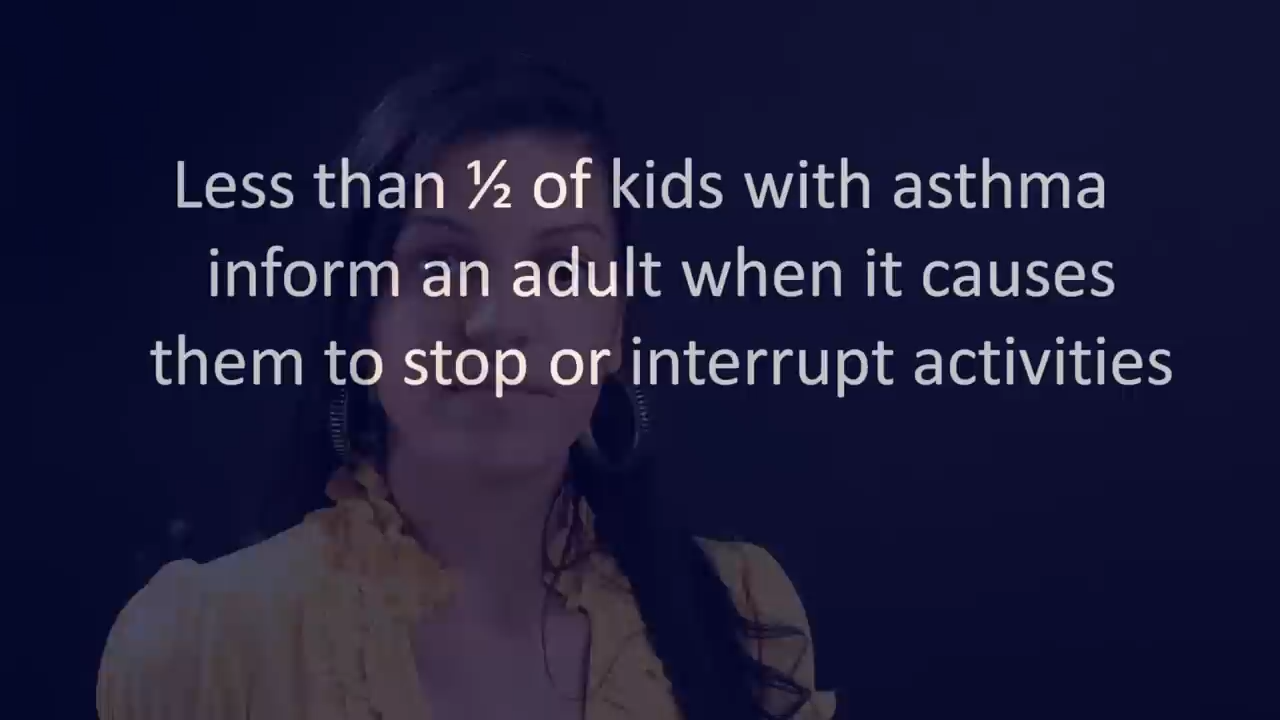 Less than ½ of kids with asthma
inform an adult when it causes
them to stop or interrupt activities